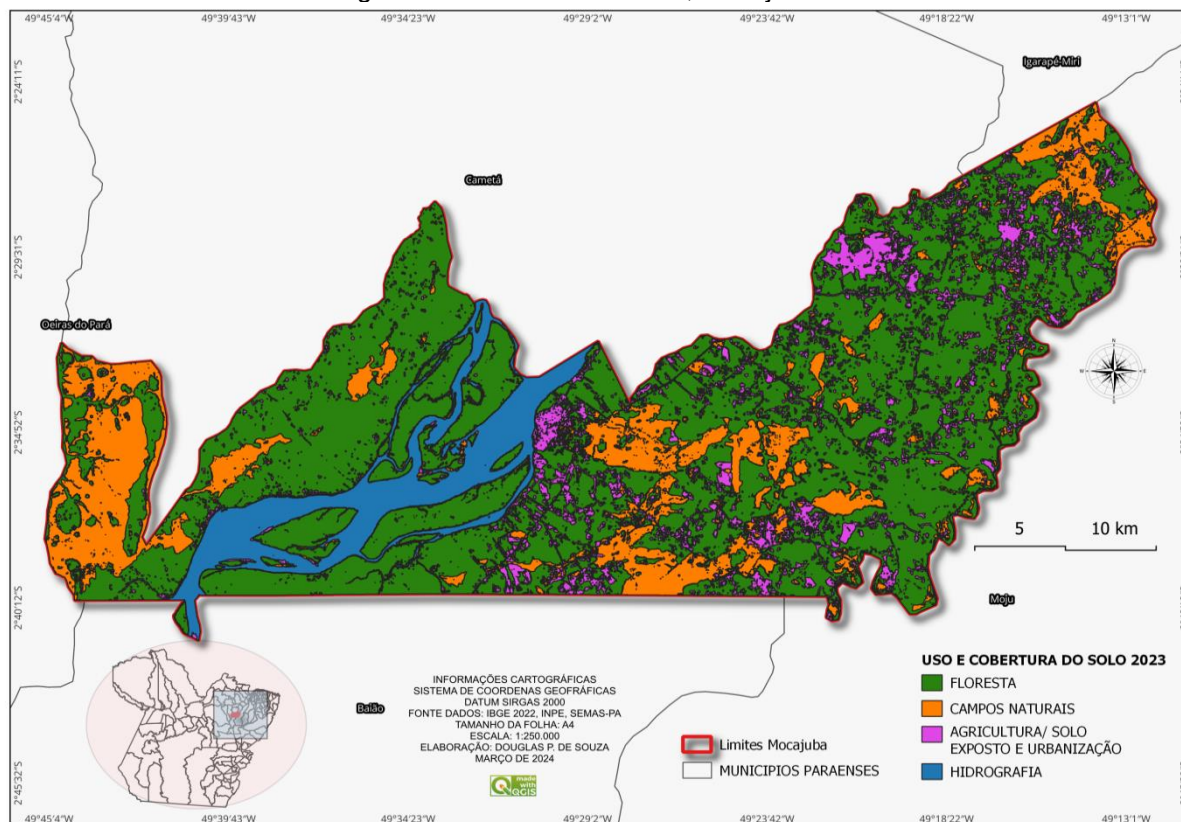 49°45'4"W 49°39'43"W 49°34'23"W 49°29'2"W 49°23'42"W 49°18'22"W 49°13'1"W
2°24'11"S
2°29'31"S
2°34'52"S
2°40'12"S
2°45'32"S
Igarapé-Miri
Cametá
Oeiras do Pará
N
W E
S
5 10 km
Moju
Baião
INFORMAÇÕES CARTOGRÁFICAS
SISTEMA DE COORDENAS GEOFRÁFICAS
DATUM SIRGAS 2000
FONTE DADOS: IBGE 2022, INPE, SEMAS-PA
TAMANHO DA FOLHA: A4
ESCALA: 1:250.000
ELABORAÇÃO: DOUGLAS P. DE SOUZA
MARÇO DE 2024
made
with
QGIS
Limites Mocajuba
MUNICIPIOS PARAENSES
USO E COBERTURA DO SOLO 2023
FLORESTA
CAMPOS NATURAIS
AGRICULTURA/ SOLO
EXPOSTO E URBANIZAÇÃO
HIDROGRAFIA
49°45'4"W 49°39'43"W 49°34'23"W 49°29'2"W 49°23'42"W 49°18'22"W 49°13'1"W